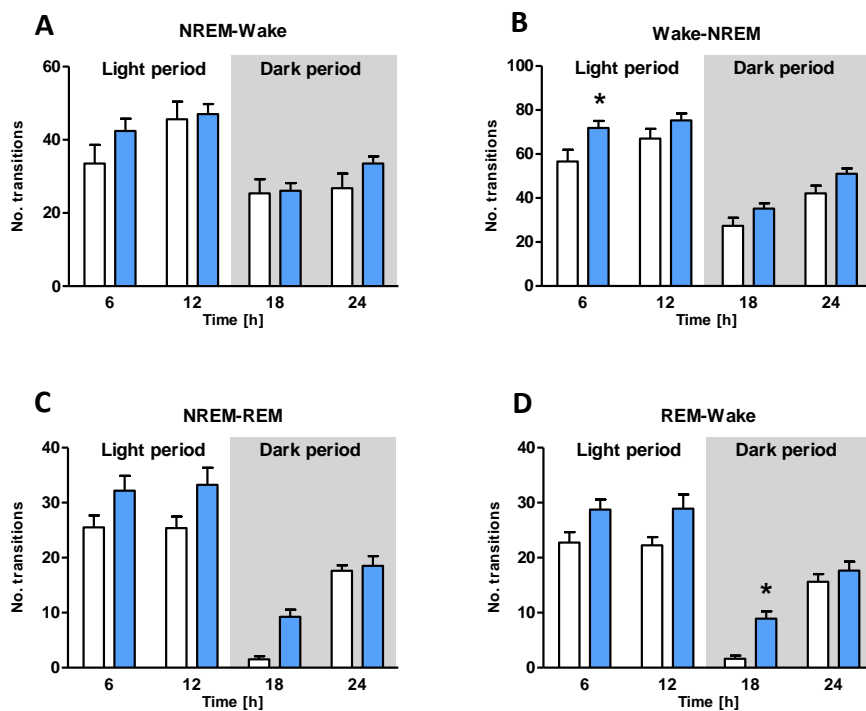 A
NREM-Wake
Light period Dark period
No. transitions
60
40
20
0
6 12 18 24
Time [h]
B
Wake-NREM
Light period Dark period
*
No. transitions
100
80
60
40
20
0
6 12 18 24
Time [h]
C
NREM-REM
Light period Dark period
No. transitions
40
30
20
10
0
6 12 18 24
Time [h]
D
REM-Wake
Light period Dark period
*
No. transitions
40
30
20
10
0
6 12 18 24
Time [h]